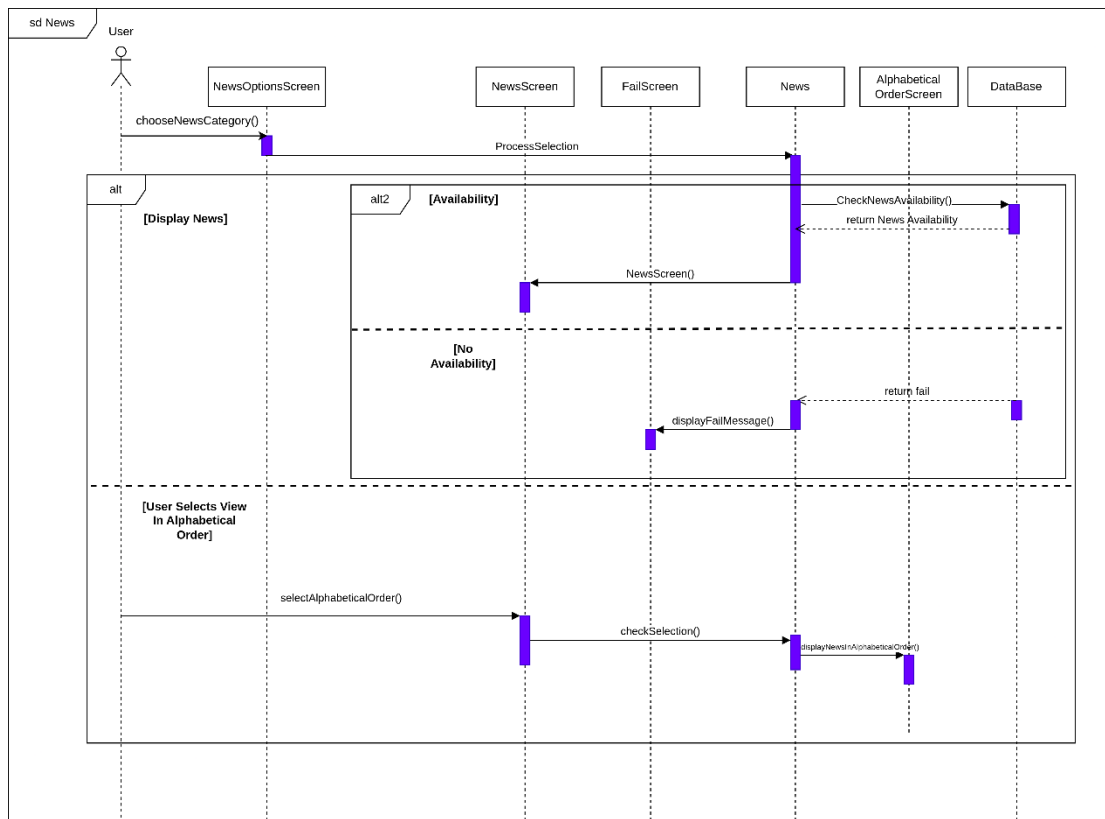 sd News
User
NewsOptionsScreen
NewsScreen
FailScreen
News
Alphabetical
OrderScreen
DataBase
chooseNewsCategory()
ProcessSelection
alt
[Display News]
alt2
[Availability]
CheckNewsAvailability()
return News Availability
NewsScreen()
[No
Availability]
return fail
displayFailMessage()
[User Selects View
In Alphabetical
Order]
selectAlphabeticalOrder()
checkSelection()
displayNewsInAlphabeticalOrder()